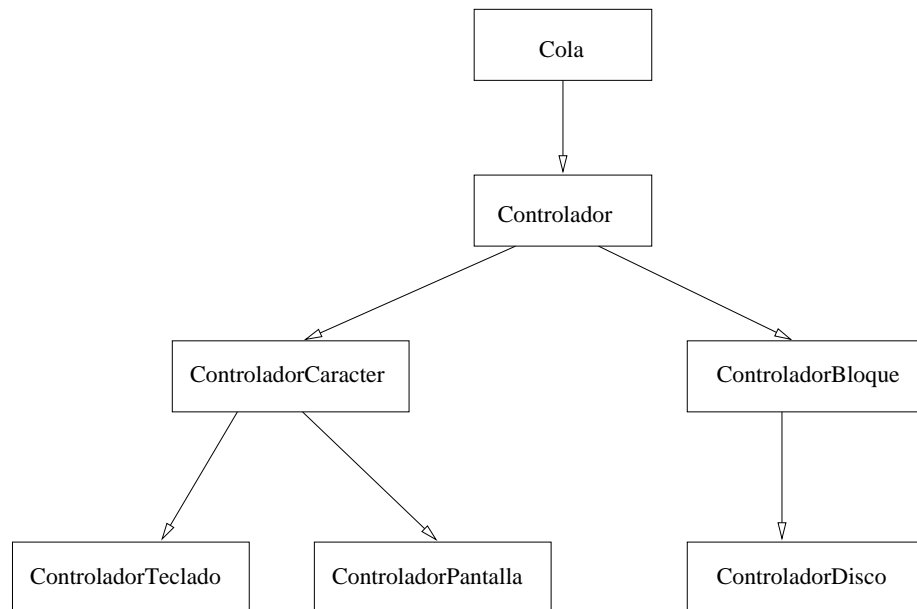 Cola
Controlador
ControladorCaracter
ControladorBloque
ControladorTeclado
ControladorPantalla
ControladorDisco